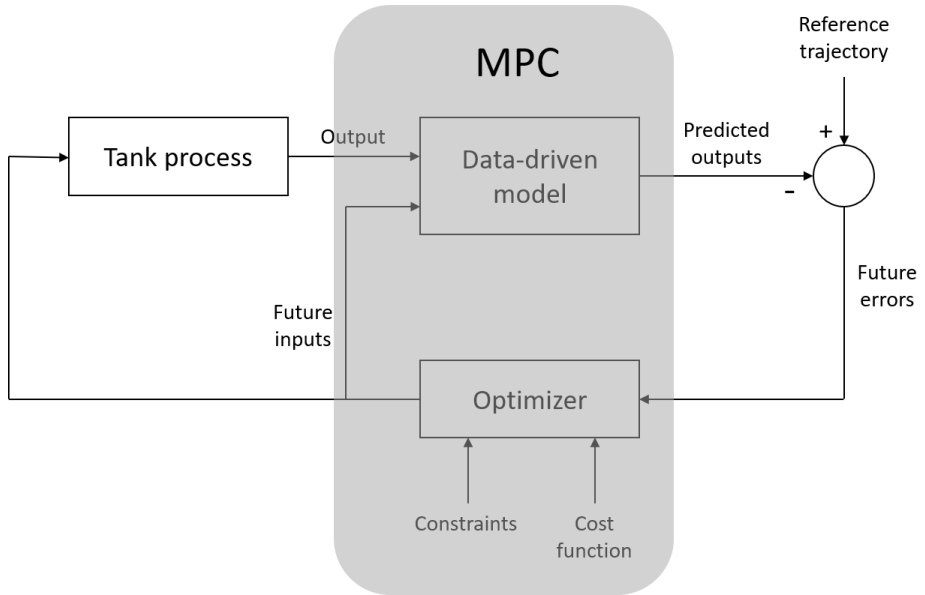 MPC
Reference
trajectory
Tank process
Output
Data-driven
model
Predicted
outputs
+
-
Future
inputs
Future
errors
Optimizer
Constraints
Cost
function